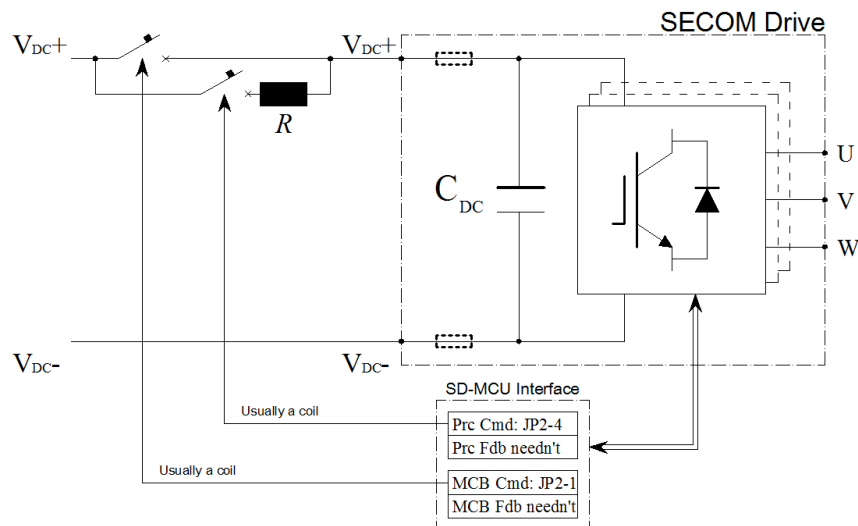 SECOM Drive
VDC+
VDC+
R
U
CDC
V
W
VDC-
VDC-
SD-MCU Interface
Usually a coil
Prc Cmd: JP2-4
Prc Fdb needn't
Usually a coil
MCB Cmd: JP2-1
MCB Fdb needn't